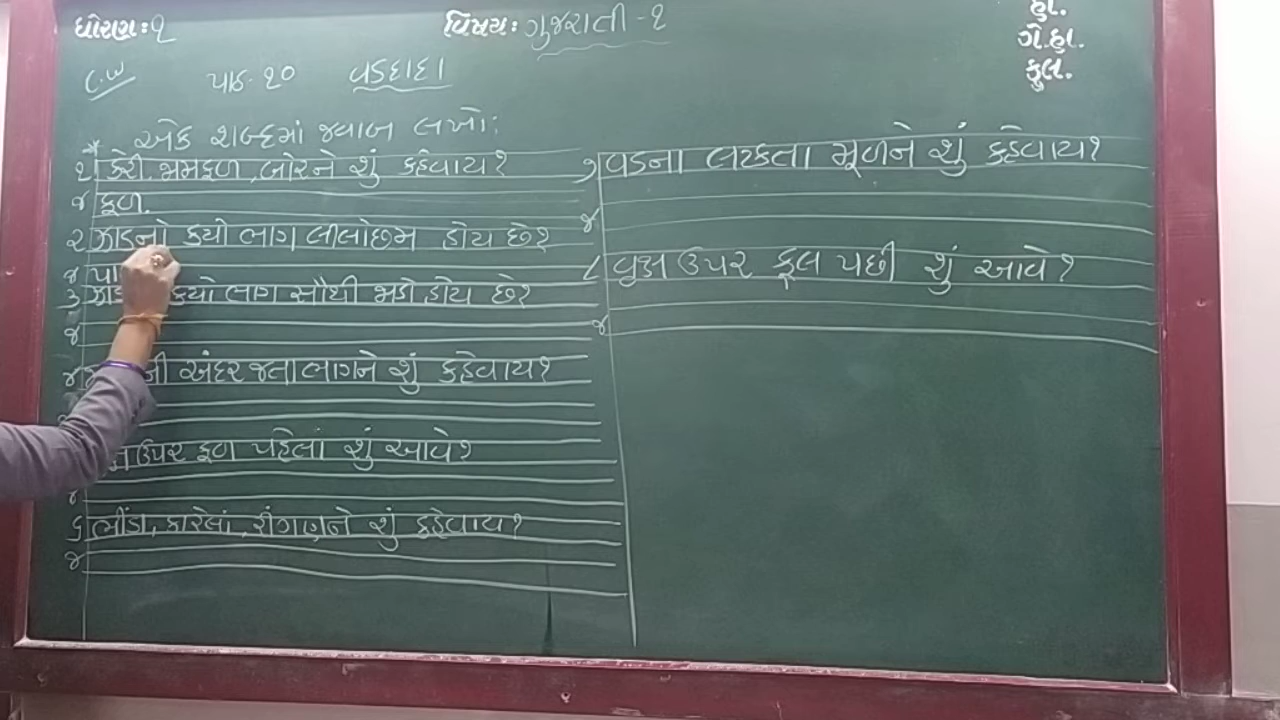 ધોરણ: ૧
વિષય: ગુજરાતી - ૧
હા.
ગે.હા.
કુલ.
C.W
પાઠ. ૧૦
વડદાદા
* એક શબ્દમાં જવાબ લખો:
૧ કેરી, જામફળ, બોરને શું કહેવાય?
જ ફળ.
૨ ઝાડનો કયો ભાગ લીલોછમ હોય છે?
જ પા
૩ કયો ભાગ સૌથી જાડો હોય છે?
જ
૪ અંદર જતા ભાગને શું કહેવાય?
ઉપર ફળ પહેલાં શું આવે?
જ
૬ ભીંડા, કારેલાં, રીંગણને શું કહેવાય?
જ
૭ વડના લટકતા મૂળને શું કહેવાય?
જ
૮ વૃક્ષ ઉપર ફૂલ પછી શું આવે?
જ